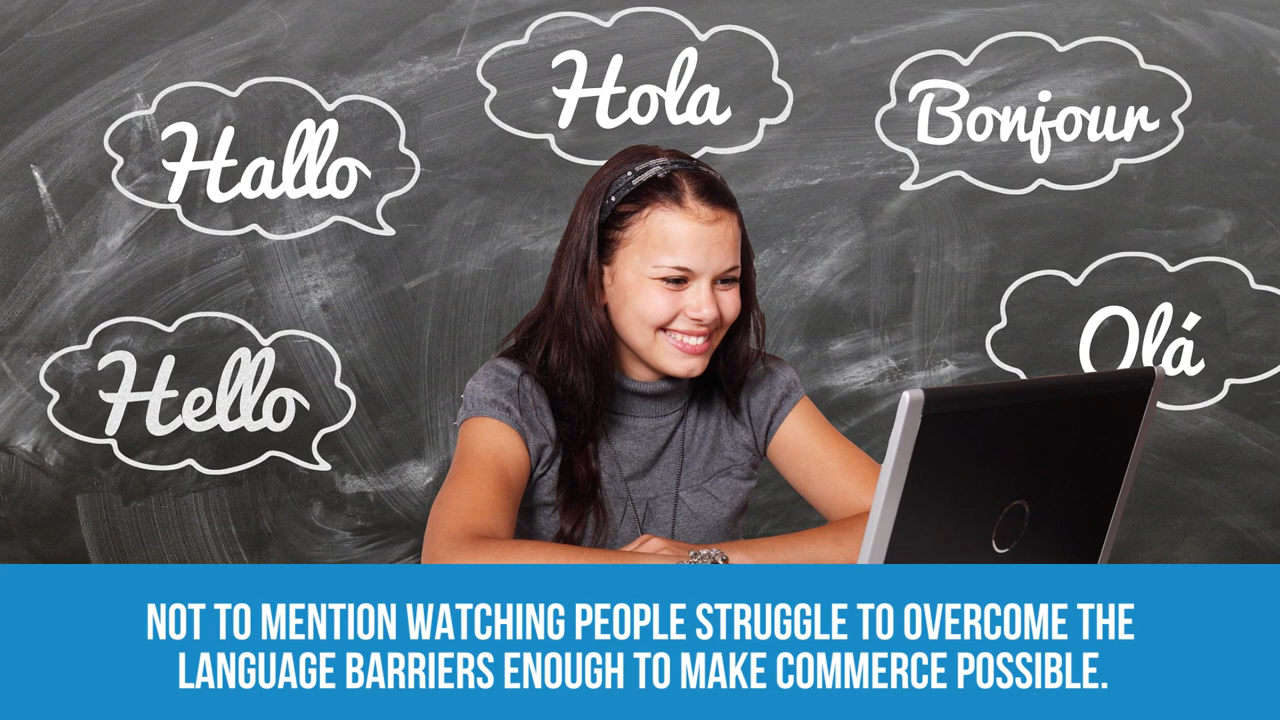 Hola
Bonjour
Hallo
Olá
Hello
NOT TO MENTION WATCHING PEOPLE STRUGGLE TO OVERCOME THE
LANGUAGE BARRIERS ENOUGH TO MAKE COMMERCE POSSIBLE.